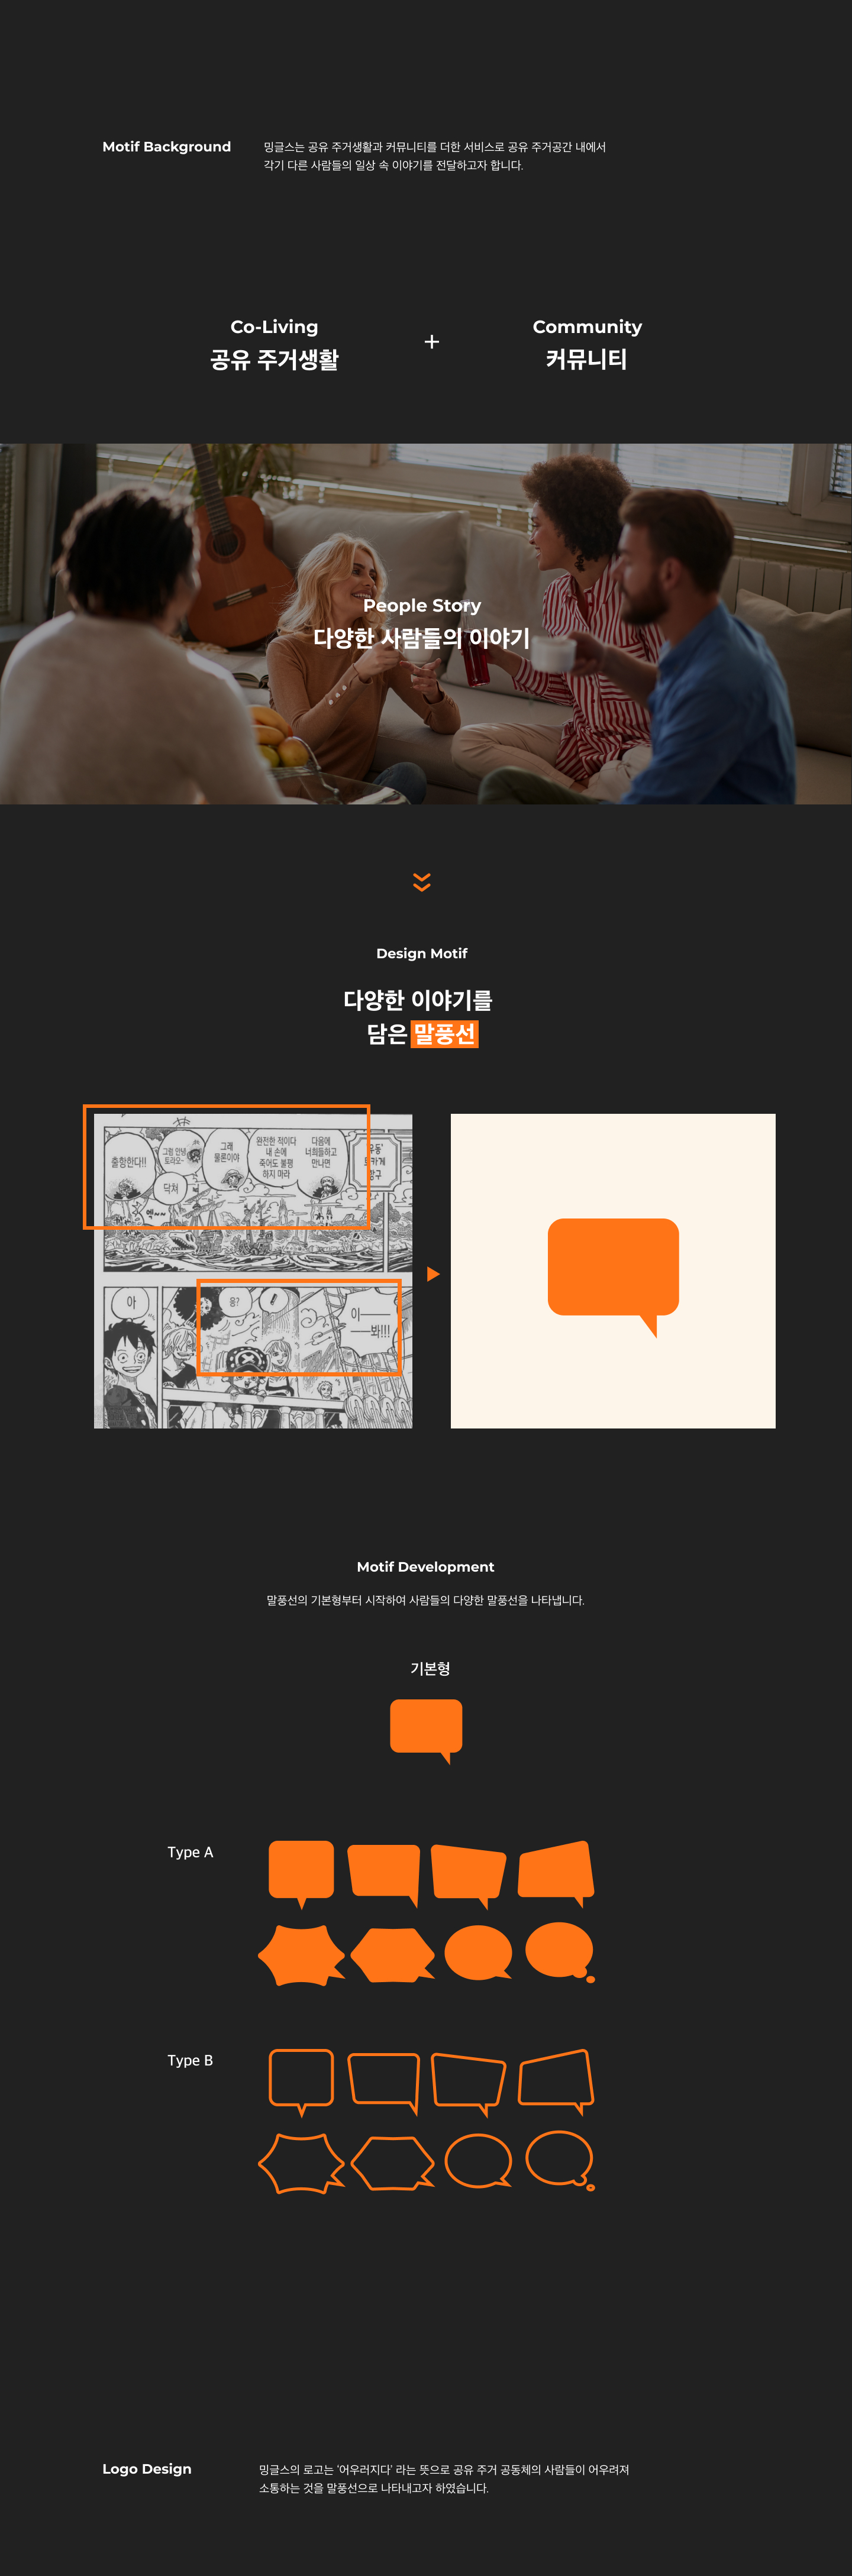 Motif Background
밍글스는 공유 주거생활과 커뮤니티를 더한 서비스로 공유 주거공간 내에서
각기 다른 사람들의 일상 속 이야기를 전달하고자 합니다.
Co-Living
공유 주거생활
+
Community
커뮤니티
People Story
다양한 사람들의 이야기
Design Motif
다양한 이야기를
담은 말풍선
출항한다!!
그럼 안녕
토라오~
닥쳐
그래
물론이야
완전한 적이다
내 손에
죽어도 불평
하지 마라
다음에
너희들하고
만나면
아
응?
이——
——봐!!!
Motif Development
말풍선의 기본형부터 시작하여 사람들의 다양한 말풍선을 나타냅니다.
기본형
Type A
Type B
Logo Design
밍글스의 로고는 '어우러지다' 라는 뜻으로 공유 주거 공동체의 사람들이 어우러져
소통하는 것을 말풍선으로 나타내고자 하였습니다.